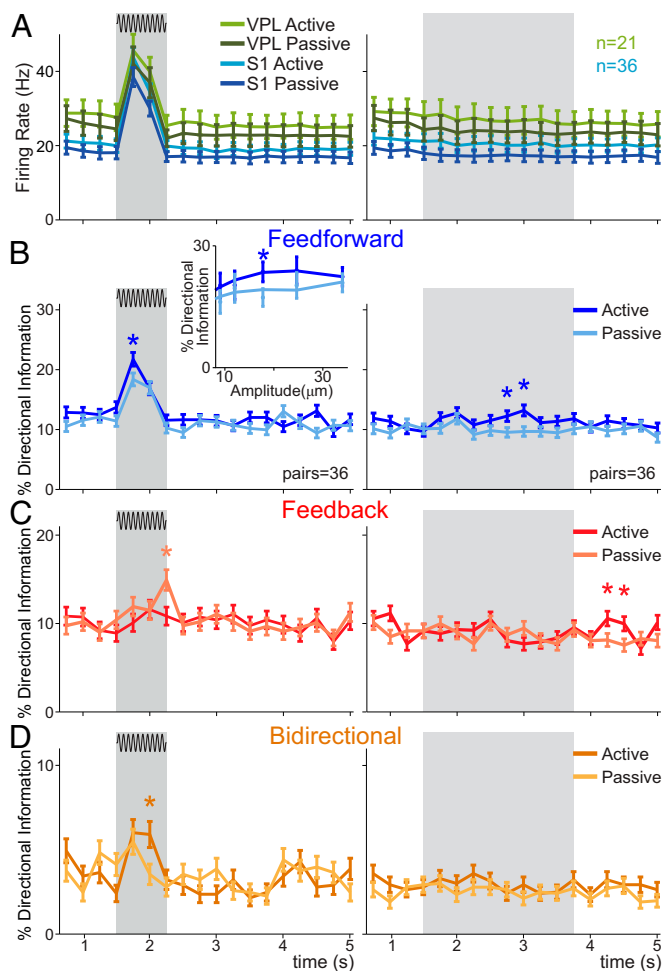 A
VPL Active
VPL Passive
S1 Active
S1 Passive
n=21
n=36
Firing Rate (Hz)
40
20
0
B
Feedforward
30
0
% Directional
Information
10
30
Amplitude(μm)
Active
Passive
% Directional Information
30
20
10
0
pairs=36
pairs=36
C
Feedback
Active
Passive
% Directional Information
20
10
0
D
Bidirectional
Active
Passive
% Directional Information
10
0
1
2
3
4
5
time (s)
1
2
3
4
5
time (s)